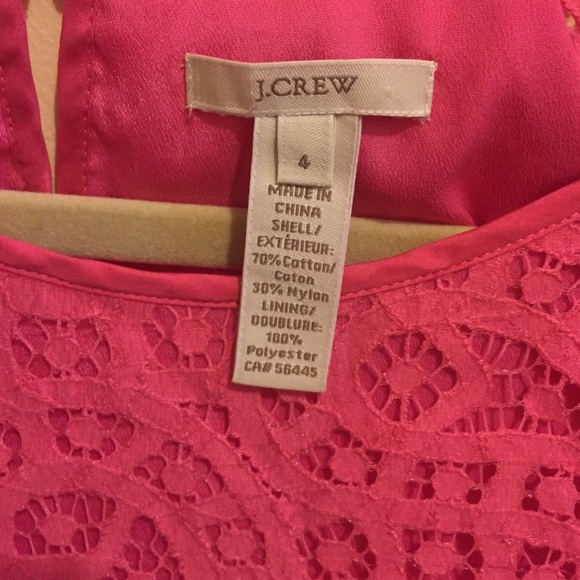 J.CREW
4
MADE IN
CHINA
SHELL/
EXTÉRIEUR:
70% Cotton/
Coton
30% Nylon
LINING/
DOUBLURE:
100%
Polyester
CA# 56445